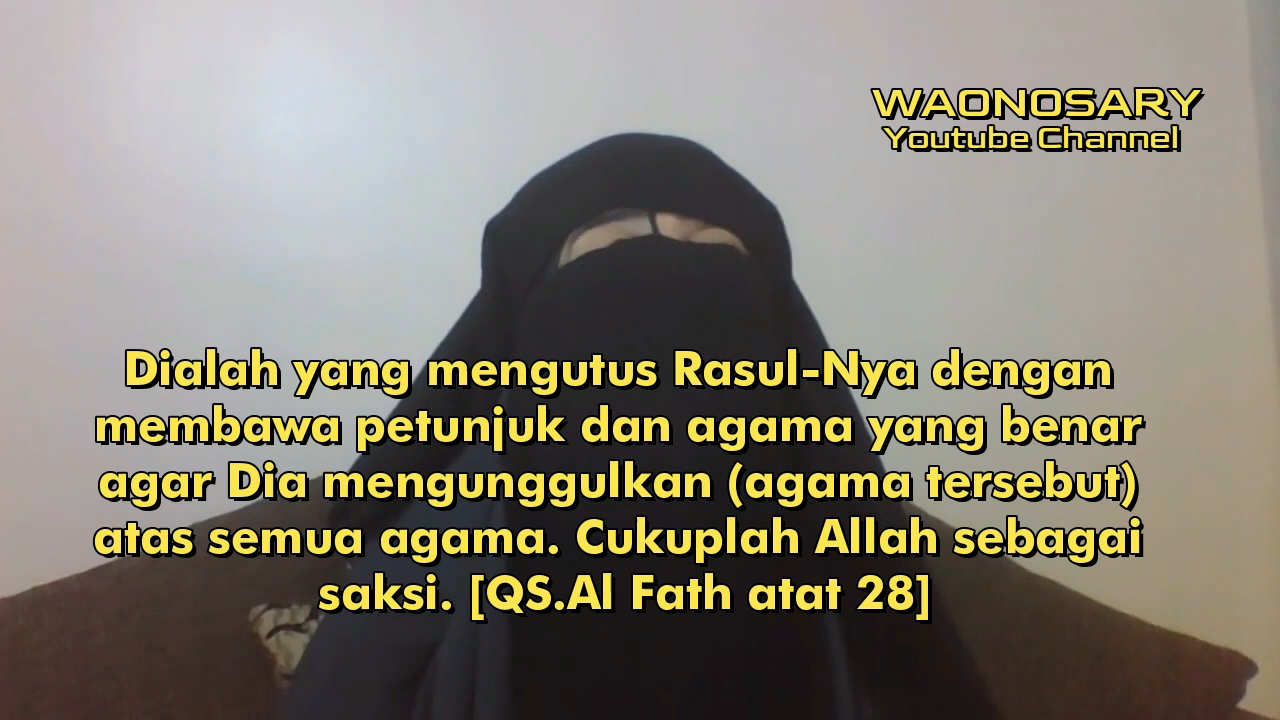 WAONOSARY
Youtube Channel
Dialah yang mengutus Rasul-Nya dengan
membawa petunjuk dan agama yang benar
agar Dia mengunggulkan (agama tersebut)
atas semua agama. Cukuplah Allah sebagai
saksi. [QS.Al Fath atat 28]